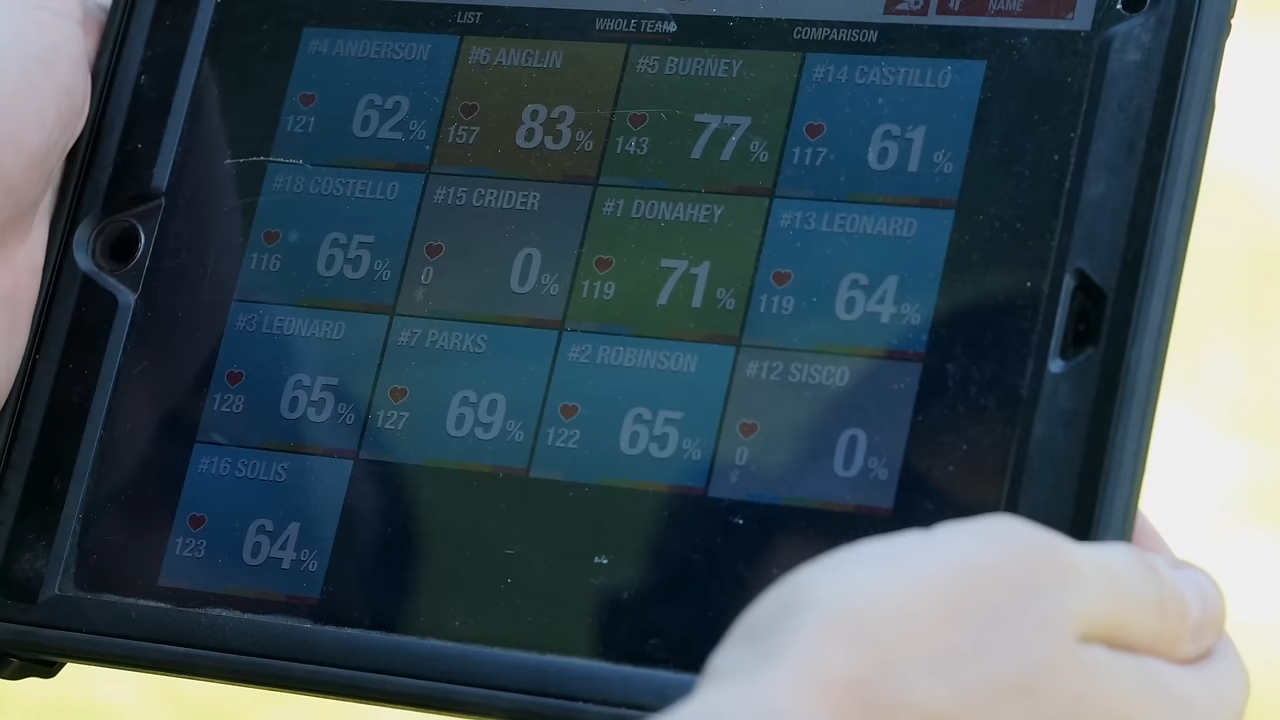 NAME
LIST WHOLE TEAM COMPARISON
#4 ANDERSON
121 62%
#6 ANGLIN
157 83%
#5 BURNEY
143 77%
#14 CASTILLO
117 61%
#18 COSTELLO
116 65%
#15 CRIDER
0 0%
#1 DONAHEY
119 71%
#13 LEONARD
119 64%
#3 LEONARD
128 65%
#7 PARKS
127 69%
#2 ROBINSON
122 65%
#12 SISCO
0 0%
#16 SOLIS
123 64%